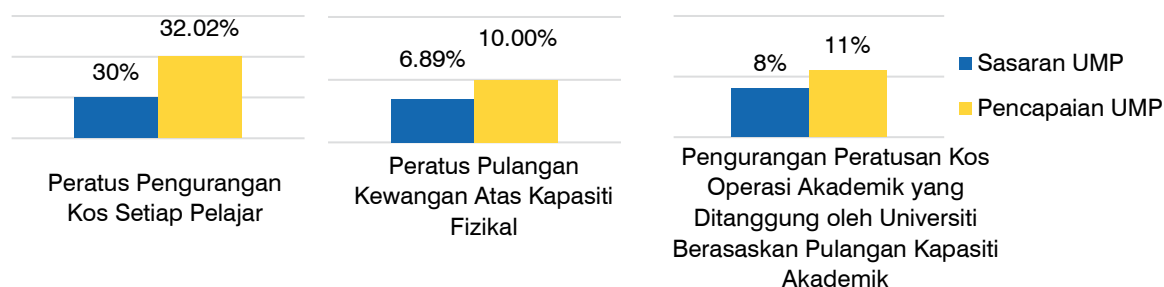 30%
32.02%
Peratus Pengurangan
Kos Setiap Pelajar
6.89%
10.00%
Peratus Pulangan
Kewangan Atas Kapasiti
Fizikal
8%
11%
Pengurangan Peratusan Kos
Operasi Akademik yang
Ditanggung oleh Universiti
Berasaskan Pulangan Kapasiti
Akademik
Sasaran UMP
Pencapaian UMP